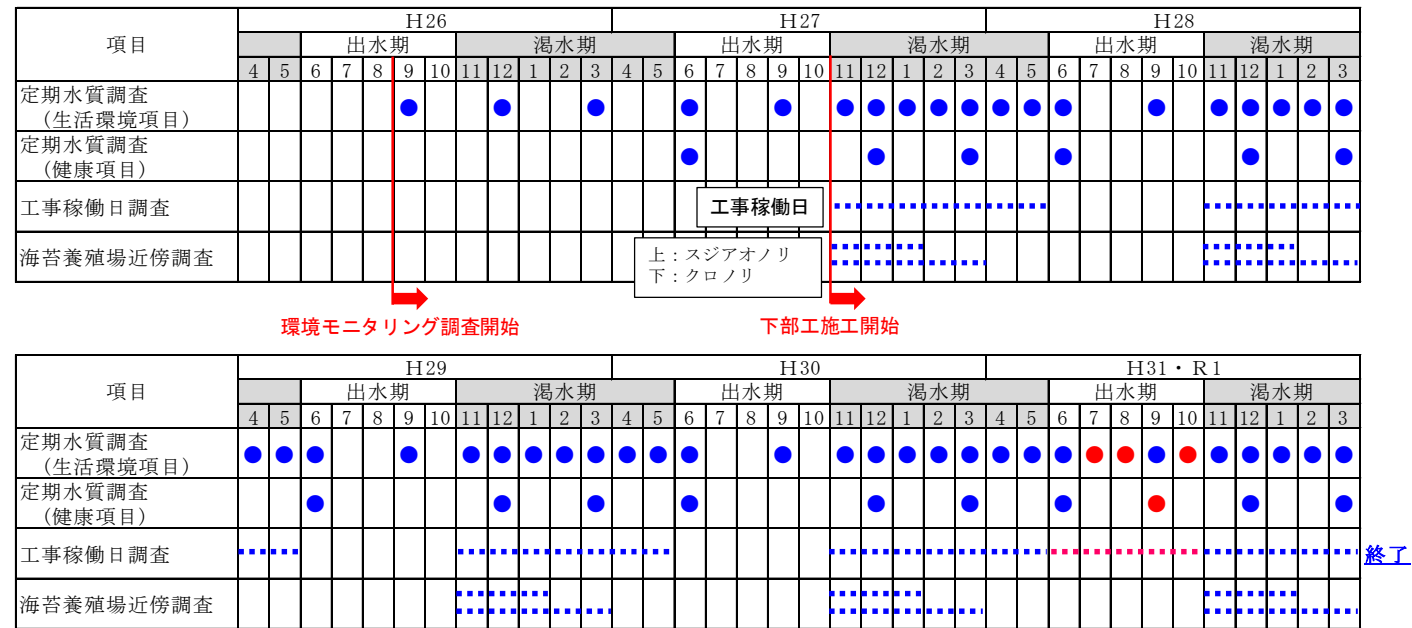 項目 H26 H27 H28
出水期 渇水期 出水期 渇水期 出水期 渇水期
4 5 6 7 8 9 10 11 12 1 2 3 4 5 6 7 8 9 10 11 12 1 2 3 4 5 6 7 8 9 10 11 12 1 2 3
定期水質調査
(生活環境項目)
定期水質調査
(健康項目)
工事稼働日調査
工事稼働日
海苔養殖場近傍調査
上:スジアオノリ
下:クロノリ
環境モニタリング調査開始 下部工施工開始
項目 H29 H30 H31・R1
出水期 渇水期 出水期 渇水期 出水期 渇水期
4 5 6 7 8 9 10 11 12 1 2 3 4 5 6 7 8 9 10 11 12 1 2 3 4 5 6 7 8 9 10 11 12 1 2 3
定期水質調査
(生活環境項目)
定期水質調査
(健康項目)
工事稼働日調査 終了
海苔養殖場近傍調査